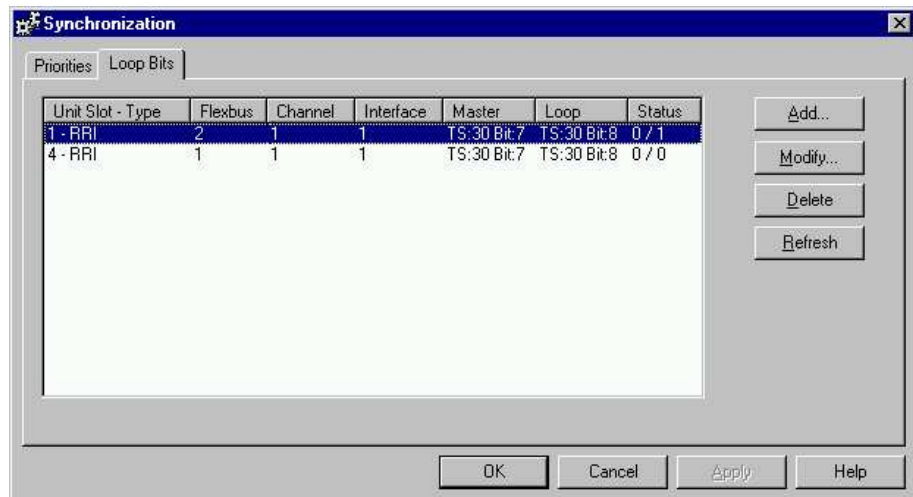 Synchronization
Priorities Loop Bits
Unit Slot - Type Flexbus Channel Interface Master Loop Status
1 - RRI 2 1 1 TS:30 Bit:7 TS:30 Bit:8 0 / 1
4 - RRI 1 1 1 TS:30 Bit:7 TS:30 Bit:8 0 / 0
Add...
Modify...
Delete
Refresh
OK Cancel Apply Help